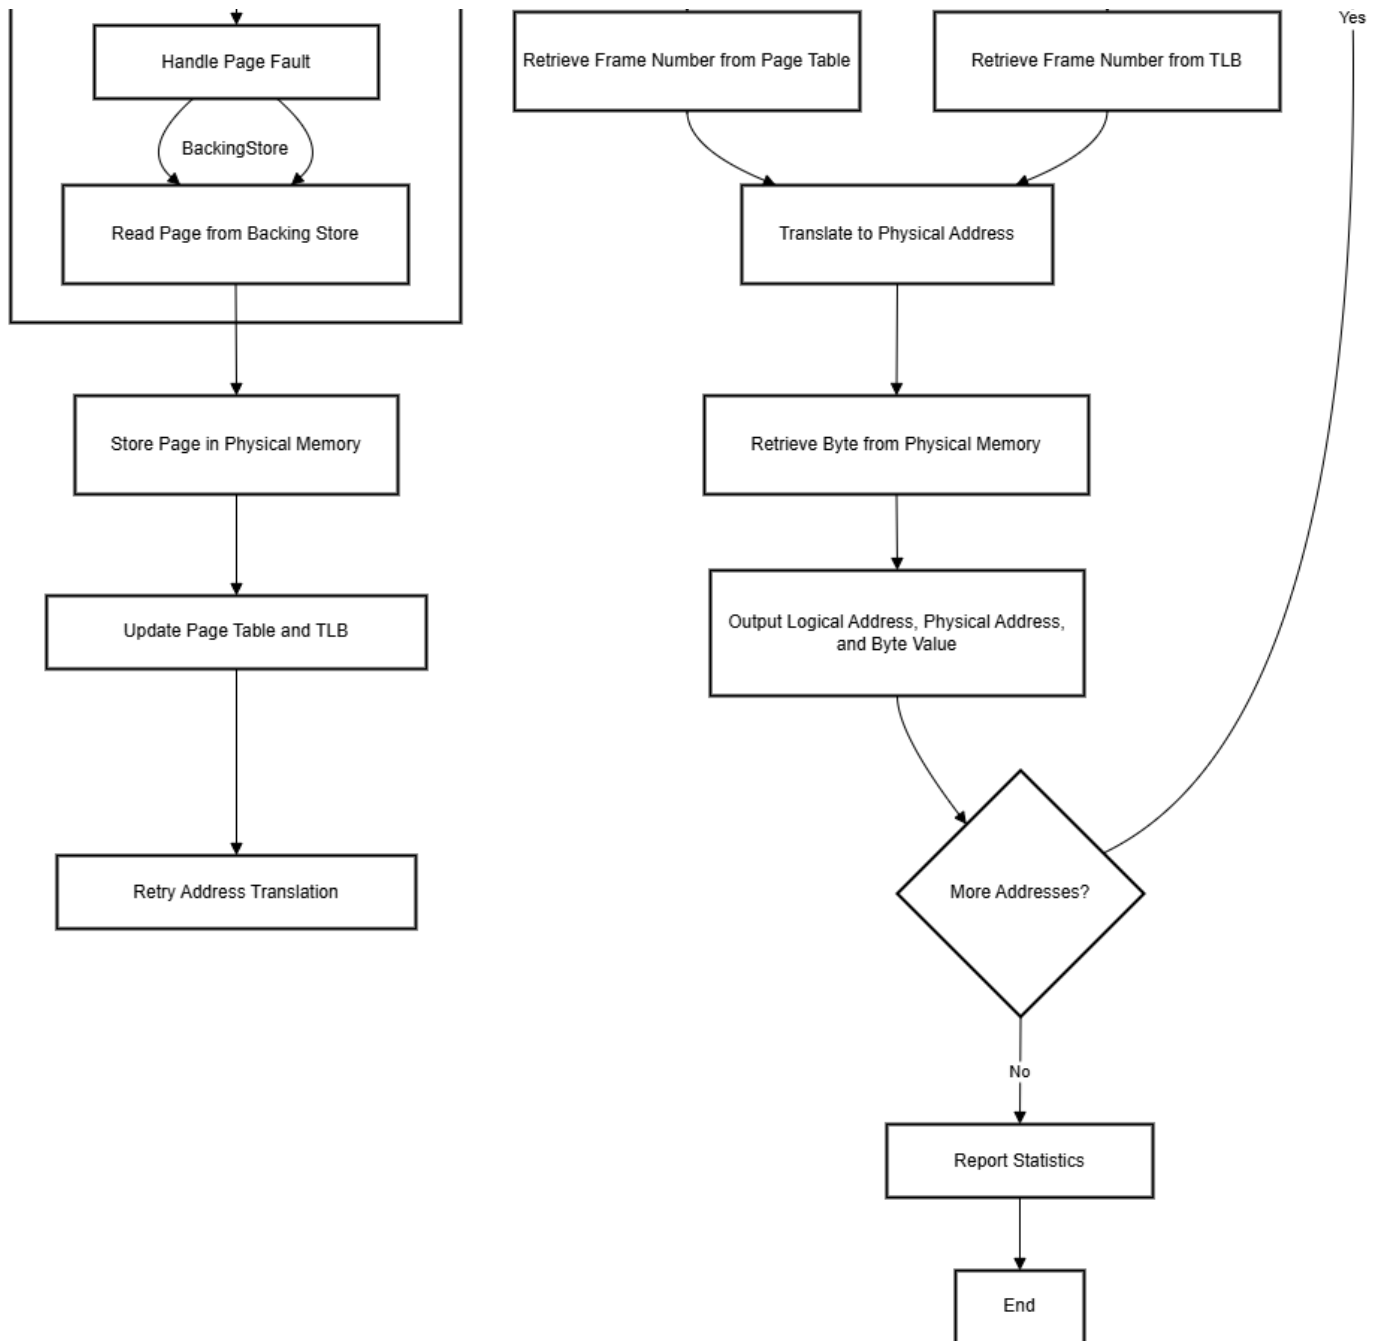 Yes
Handle Page Fault
Retrieve Frame Number from Page Table
Retrieve Frame Number from TLB
BackingStore
Read Page from Backing Store
Translate to Physical Address
Store Page in Physical Memory
Retrieve Byte from Physical Memory
Update Page Table and TLB
Output Logical Address, Physical Address,
and Byte Value
Retry Address Translation
More Addresses?
No
Report Statistics
End